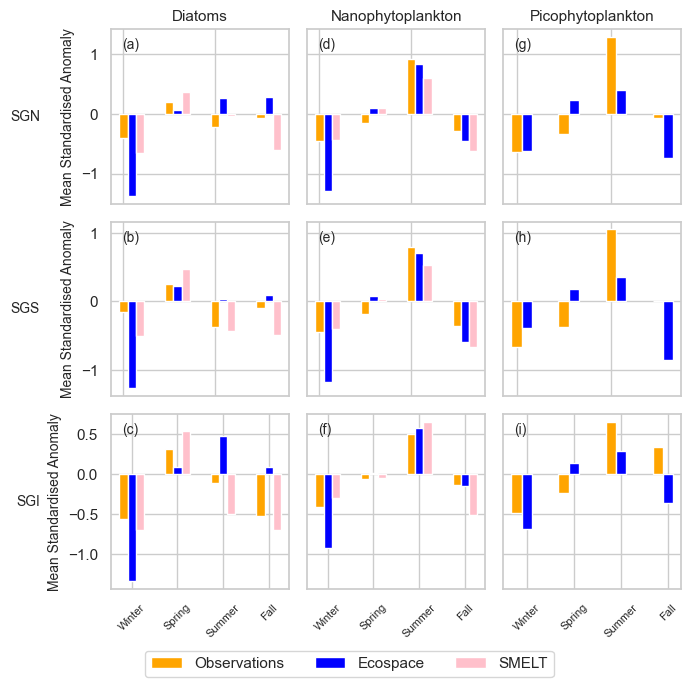 Diatoms Nanophytoplankton Picophytoplankton
SGN
Mean Standardised Anomaly
1
0
−1
(a)
(d)
(g)
SGS
Mean Standardised Anomaly
1
0
−1
(b)
(e)
(h)
SGI
Mean Standardised Anomaly
0.5
0.0
−0.5
−1.0
(c)
(f)
(i)
Winter Spring Summer Fall
Winter Spring Summer Fall
Winter Spring Summer Fall
Observations Ecospace SMELT